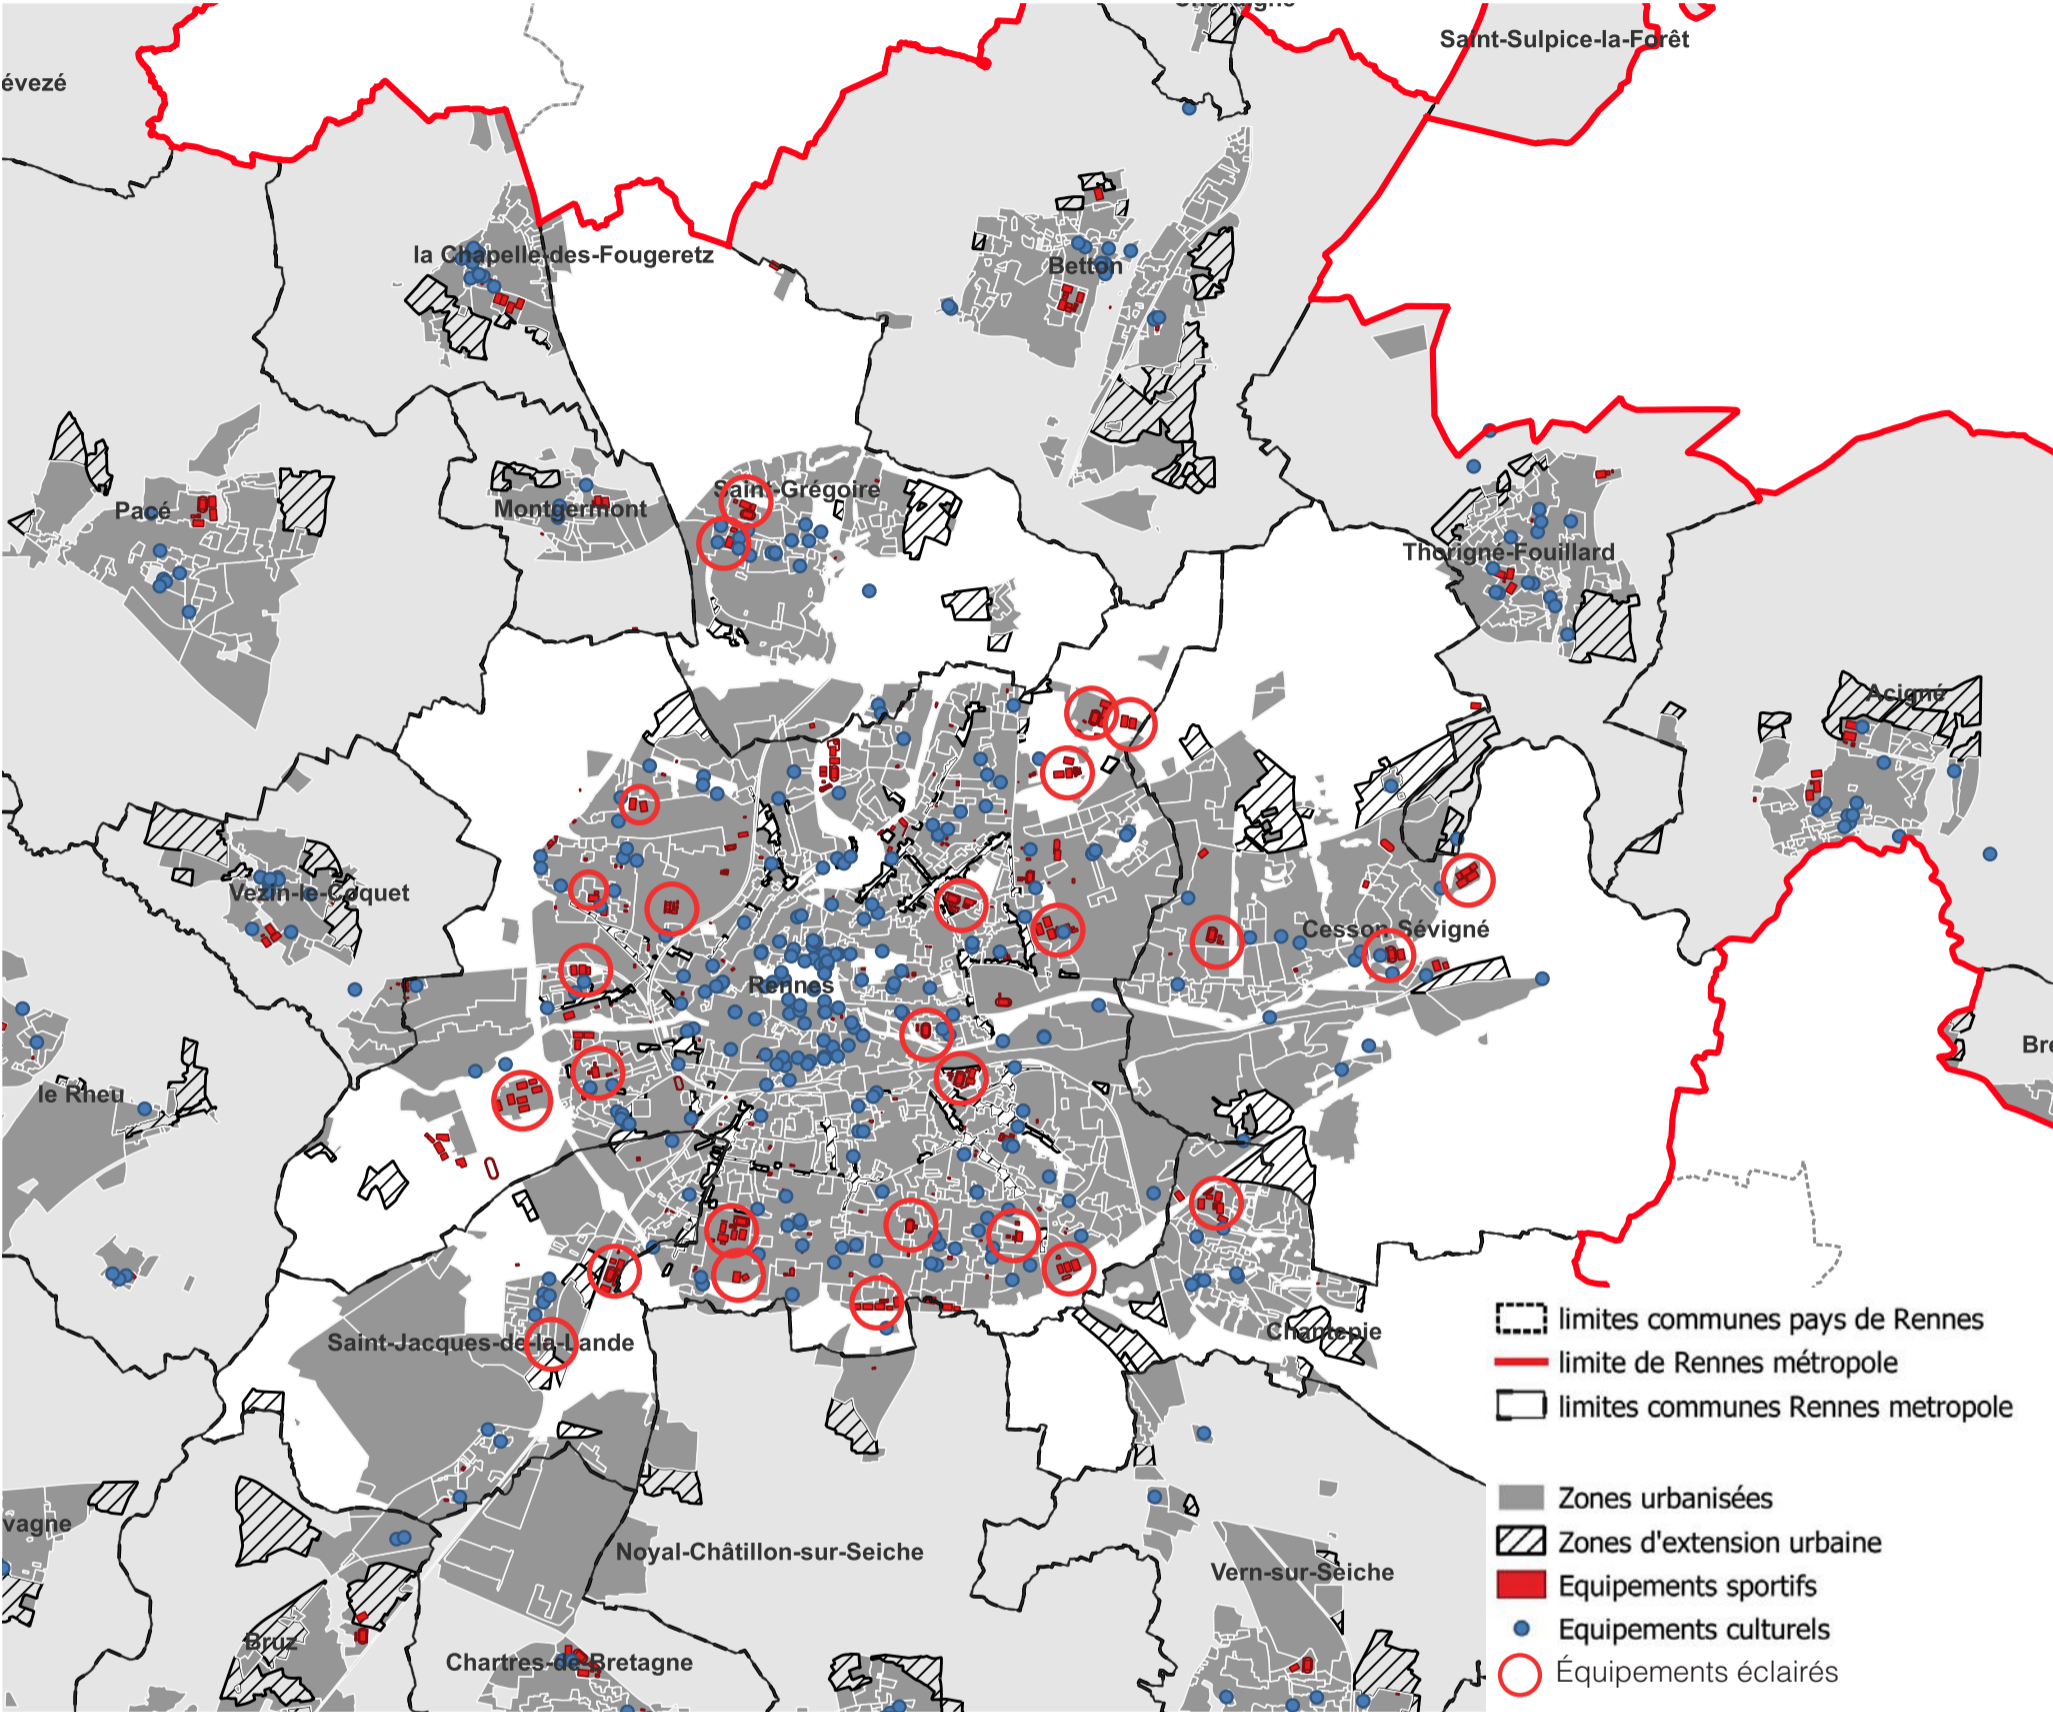 Saint-Sulpice-la-Forêt
évezé
la Chapelle-des-Fougeretz
Betton
Saint-Grégoire
Pacé
Montgermont
Thorigné-Fouillard
Acigné
Vezin-le-Coquet
Cesson-Sévigné
Rennes
Bre
le Rheu
Saint-Jacques-de-la-Lande
Chantepie
limites communes pays de Rennes
limite de Rennes métropole
limites communes Rennes metropole
Zones urbanisées
vagne
Zones d'extension urbaine
Noyal-Châtillon-sur-Seiche
Vern-sur-Seiche
Equipements sportifs
Equipements culturels
Bruz
Chartres-de-Bretagne
Équipements éclairés